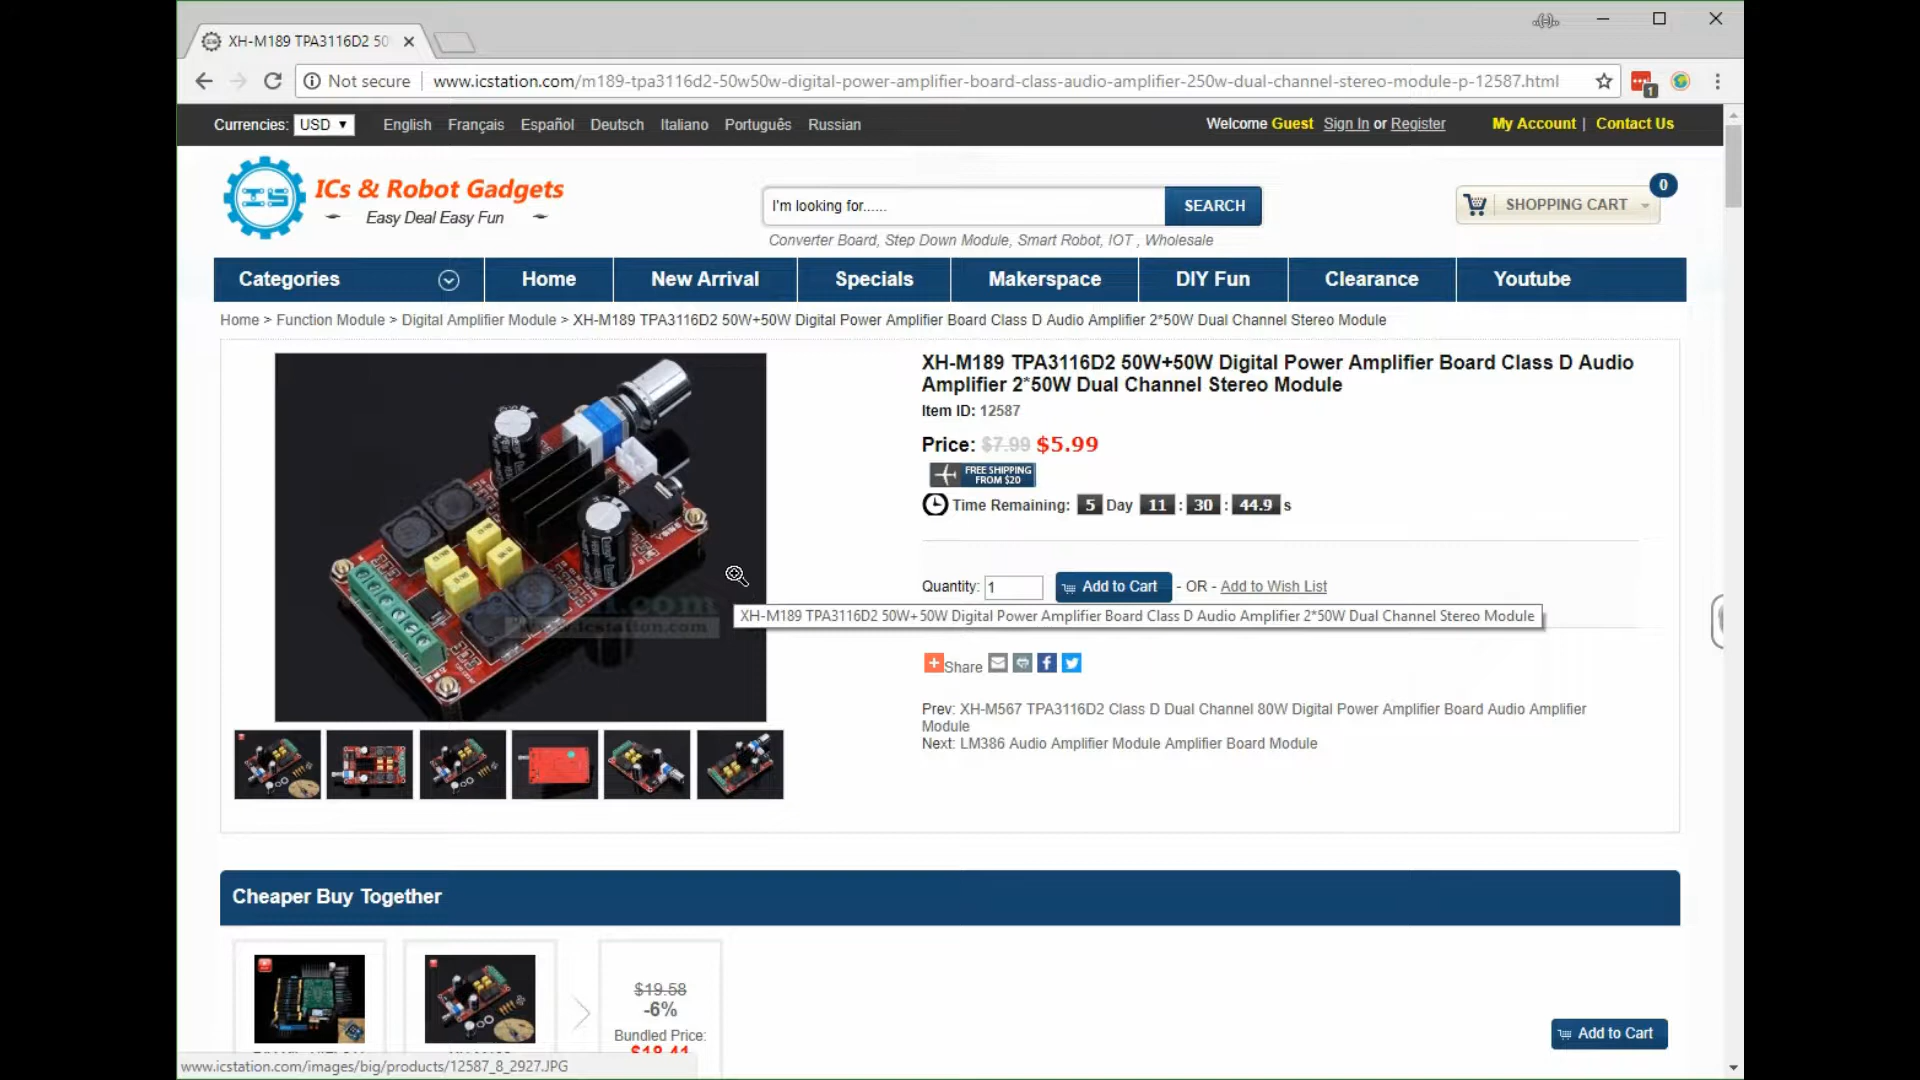 XH-M189 TPA3116D2 50
Not secure
www.icstation.com/m189-tpa3116d2-50w50w-digital-power-amplifier-board-class-audio-amplifier-250w-dual-channel-stereo-module-p-12587.html
1
Currencies: USD English Français Español Deutsch Italiano Português Russian
Welcome Guest Sign In or Register My Account | Contact Us
ICs & Robot Gadgets
Easy Deal Easy Fun
I'm looking for......
SEARCH
Converter Board, Step Down Module, Smart Robot, IOT , Wholesale
SHOPPING CART
0
Categories Home New Arrival Specials Makerspace DIY Fun Clearance Youtube
Home > Function Module > Digital Amplifier Module > XH-M189 TPA3116D2 50W+50W Digital Power Amplifier Board Class D Audio Amplifier 2*50W Dual Channel Stereo Module
XH-M189 TPA3116D2 50W+50W Digital Power Amplifier Board Class D Audio
Amplifier 2*50W Dual Channel Stereo Module
Item ID: 12587
Price: $7.99 $5.99
FREE SHIPPING
FROM $20
Time Remaining: 5 Day 11 : 30 : 44.9 s
Quantity: 1 Add to Cart - OR - Add to Wish List
XH-M189 TPA3116D2 50W+50W Digital Power Amplifier Board Class D Audio Amplifier 2*50W Dual Channel Stereo Module
www.icstation.com
Share
Prev: XH-M567 TPA3116D2 Class D Dual Channel 80W Digital Power Amplifier Board Audio Amplifier
Module
Next: LM386 Audio Amplifier Module Amplifier Board Module
Cheaper Buy Together
$19.58
-6%
Bundled Price:
$18.41
Add to Cart
www.icstation.com/images/big/products/12587_8_2927.JPG